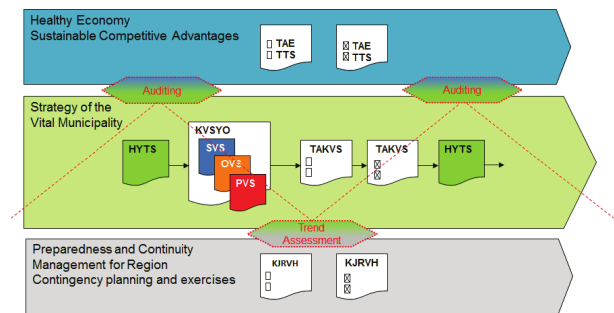 Healthy Economy
Sustainable Competitive Advantages
TAE
TTS
TAE
TTS
Auditing
Auditing
Strategy of the
Vital Municipality
HYTS
KVSYO
SVS
OVE
PVS
TAKVS
TAKVS
HYTS
Trend
Assessment
Preparedness and Continuity
Management for Region
Contingency planning and exercises
KJRVH
KJRVH